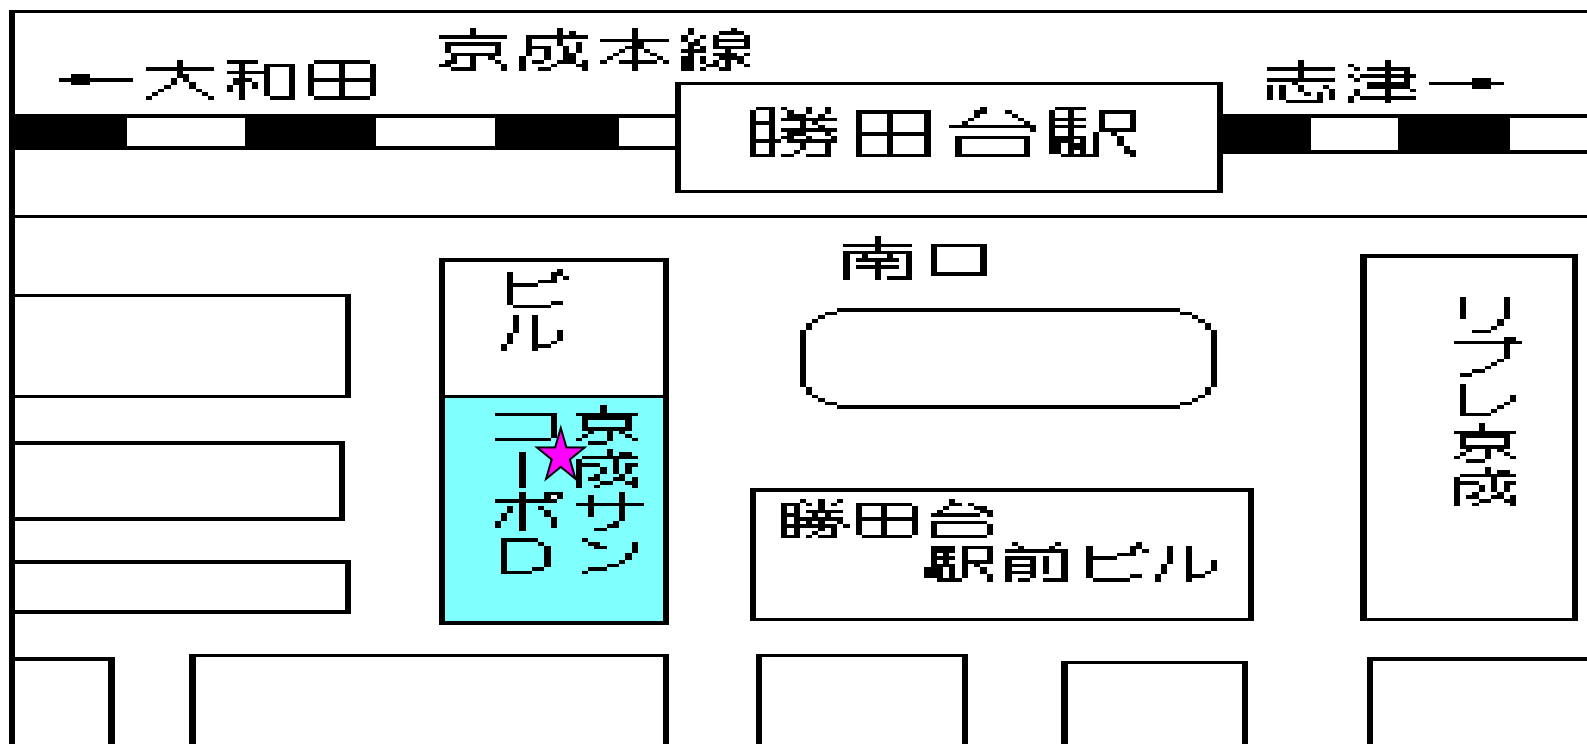 京成本線
←大和田
志津→
勝田台駅
南口
ビル
京成サン
コーポロ
リブレ京成
勝田台
駅前ビル